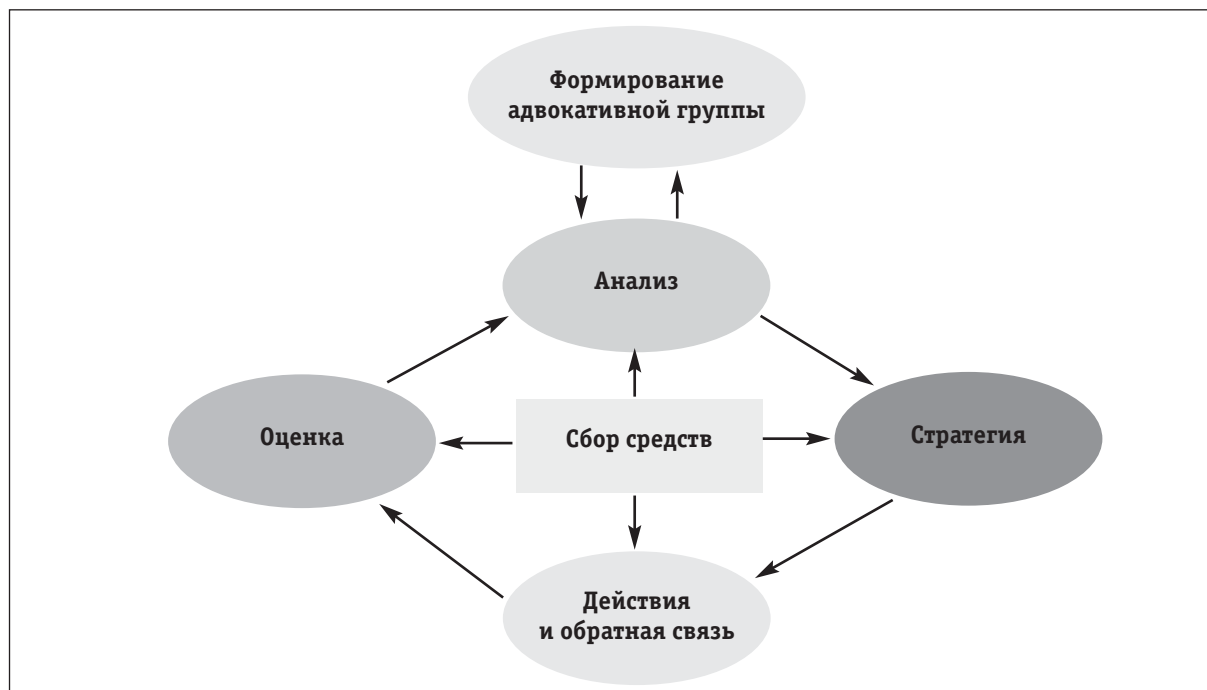 Формирование
адвокативной группы
Анализ
Оценка
Сбор средств
Стратегия
Действия
и обратная связь